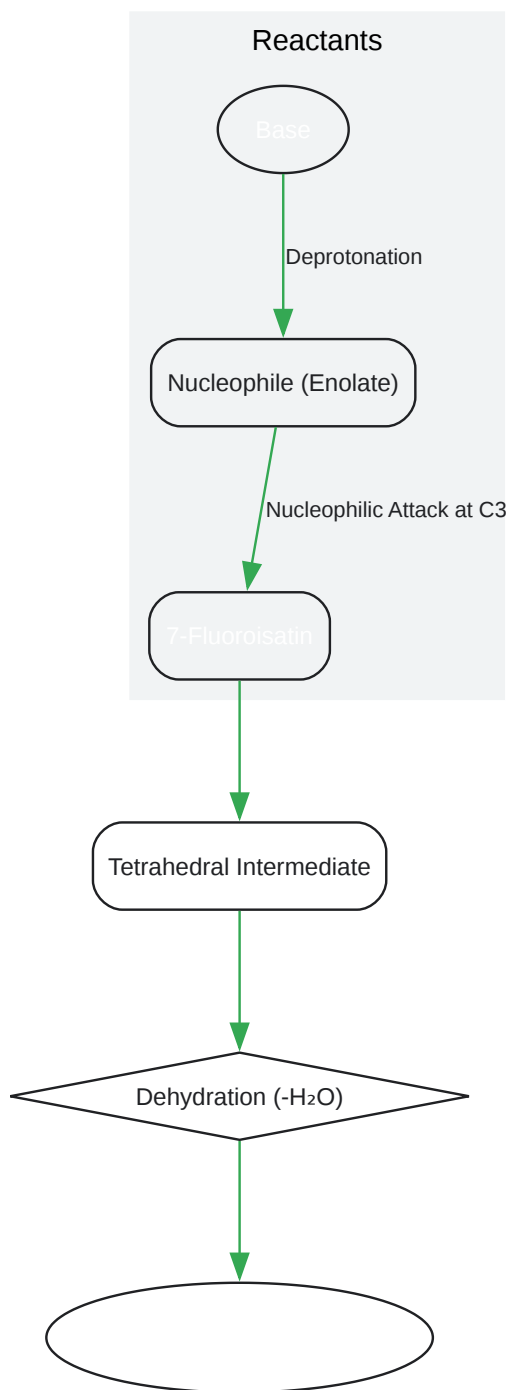 Reactants
Base
Deprotonation
Nucleophile (Enolate)
Nucleophilic Attack at C3
7-Fluoroisatin
Tetrahedral Intermediate
Dehydration (-H₂O)